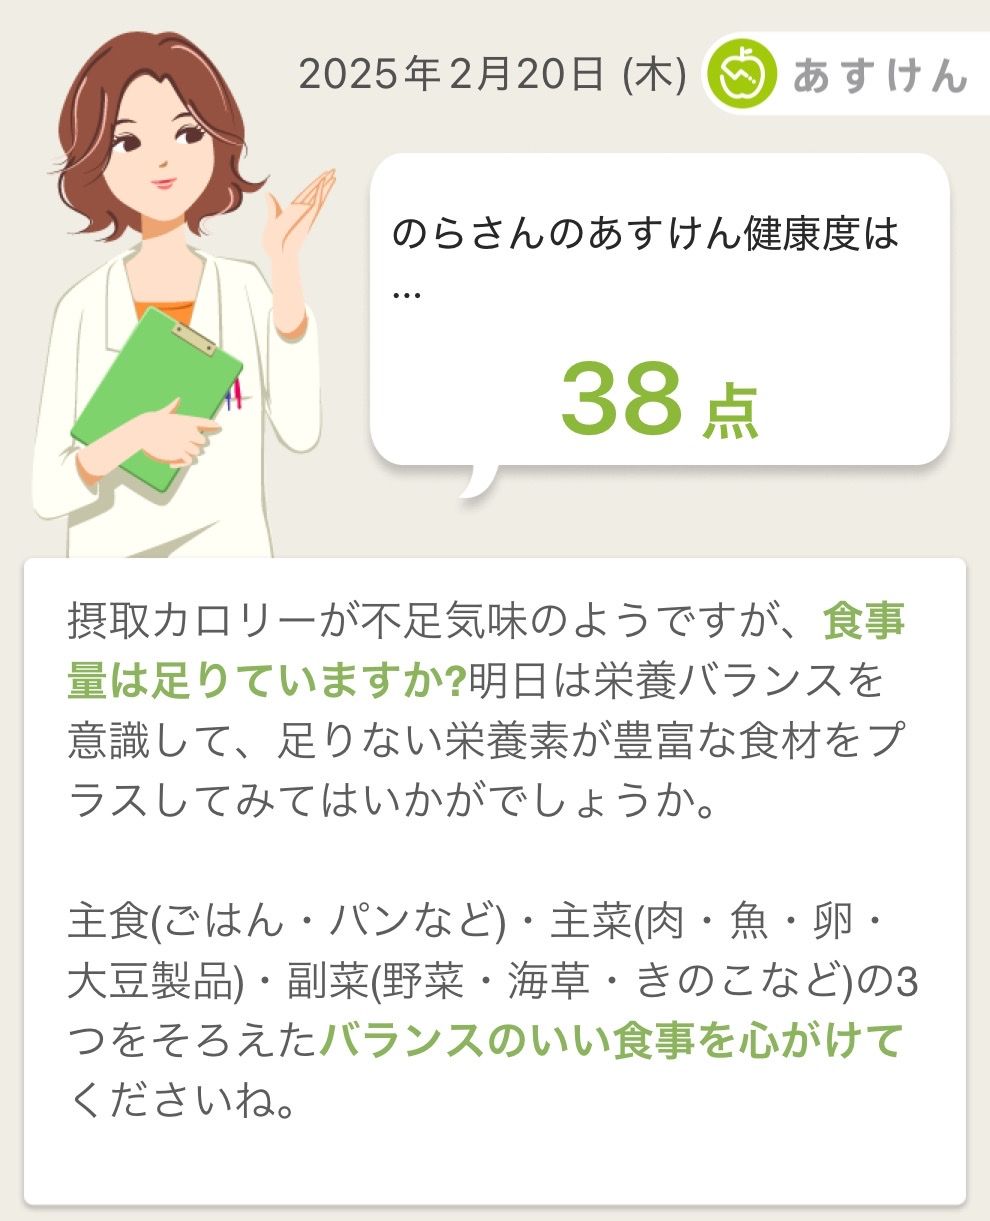 2025年2月20日 (木)
あすけん
のらさんのあすけん健康度は
...
38点
摂取カロリーが不足気味のようですが、食事
量は足りていますか?明日は栄養バランスを
意識して、足りない栄養素が豊富な食材をプ
ラスしてみてはいかがでしょうか。
主食(ごはん・パンなど)・主菜(肉・魚・卵・
大豆製品)・副菜(野菜・海草・きのこなど)の3
つをそろえたバランスのいい食事を心がけて
くださいね。